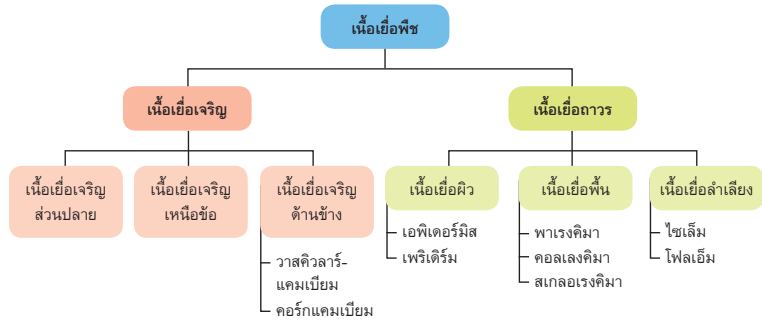 เนื้อเยื่อพืช
เนื้อเยื่อเจริญ
เนื้อเยื่อถาวร
เนื้อเยื่อเจริญ
ส่วนปลาย
เนื้อเยื่อเจริญ
เหนือข้อ
เนื้อเยื่อเจริญ
ด้านข้าง
วาสคิวลาร์-
แคมเบียม
คอร์กแคมเบียม
เนื้อเยื่อผิว
เอพิเดอร์มิส
เพริเดิร์ม
เนื้อเยื่อพื้น
พาเรงคิมา
คอลเลงคิมา
สเกลอเรงคิมา
เนื้อเยื่อลำเลียง
ไซเล็ม
โฟลเอ็ม